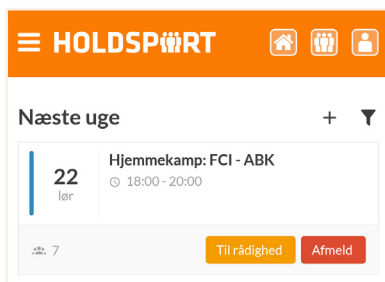 HOLDSPORT
Næste uge
+
22
lør
Hjemmekamp: FCI - ABK
18:00 - 20:00
7
Til rådighed
Afmeld